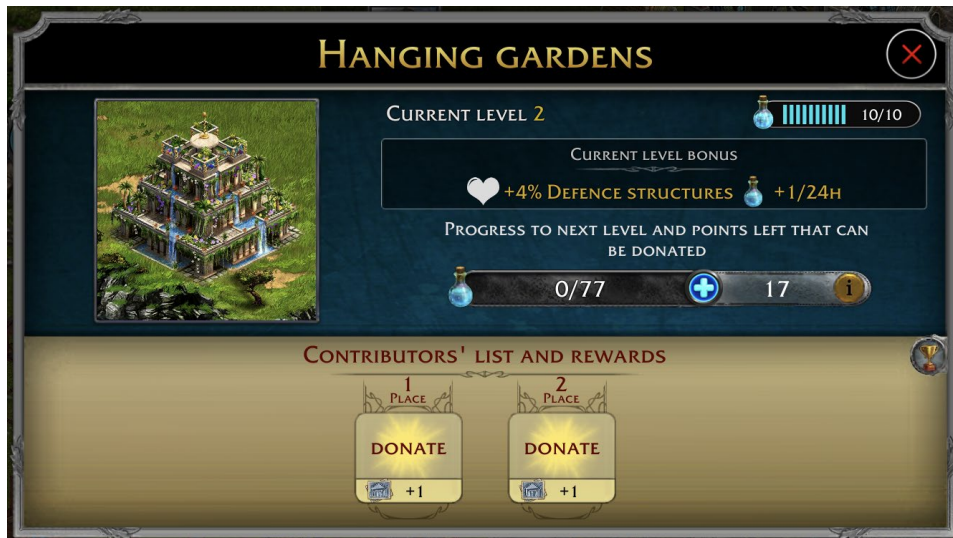 Hanging gardens
Current level 2
10/10
Current level bonus
+4% Defence structures +1/24h
Progress to next level and points left that can
be donated
0/77
17
i
Contributors' list and rewards
1
Place
2
Place
DONATE
DONATE
+1
+1